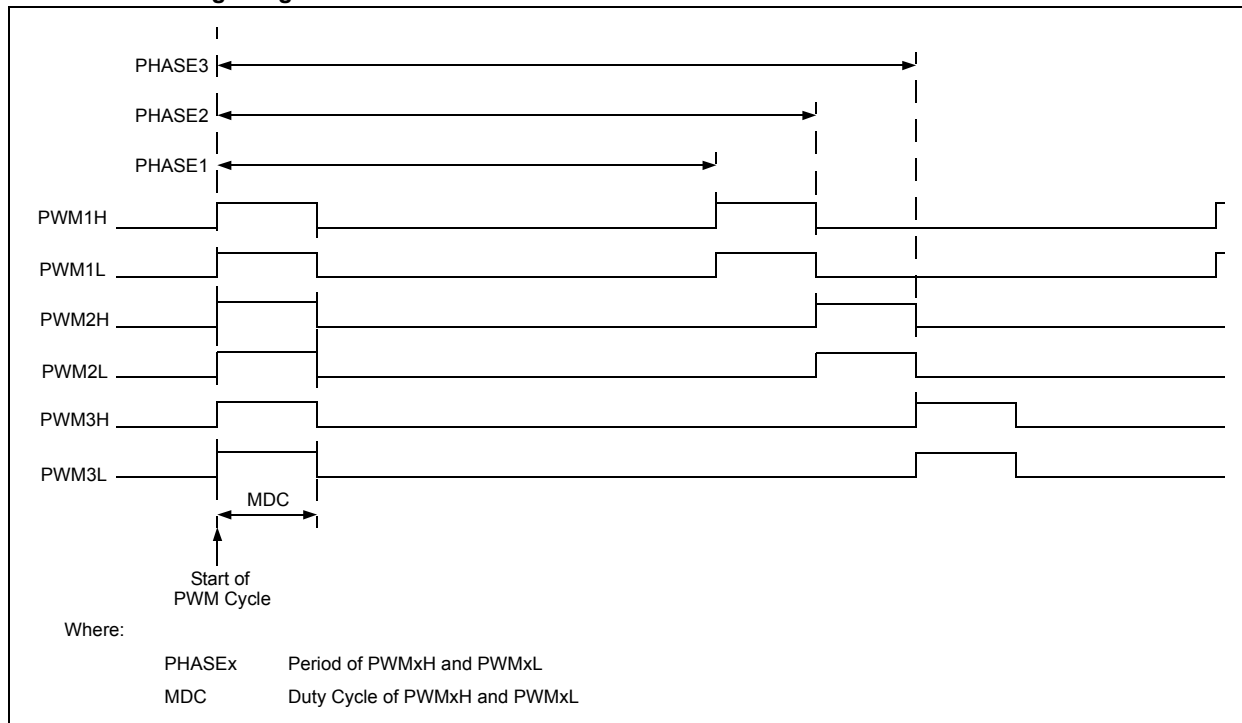 PHASE3
PHASE2
PHASE1
PWM1H
PWM1L
PWM2H
PWM2L
PWM3H
PWM3L
MDC
Start of
PWM Cycle
Where:
PHASEx Period of PWMxH and PWMxL
MDC Duty Cycle of PWMxH and PWMxL